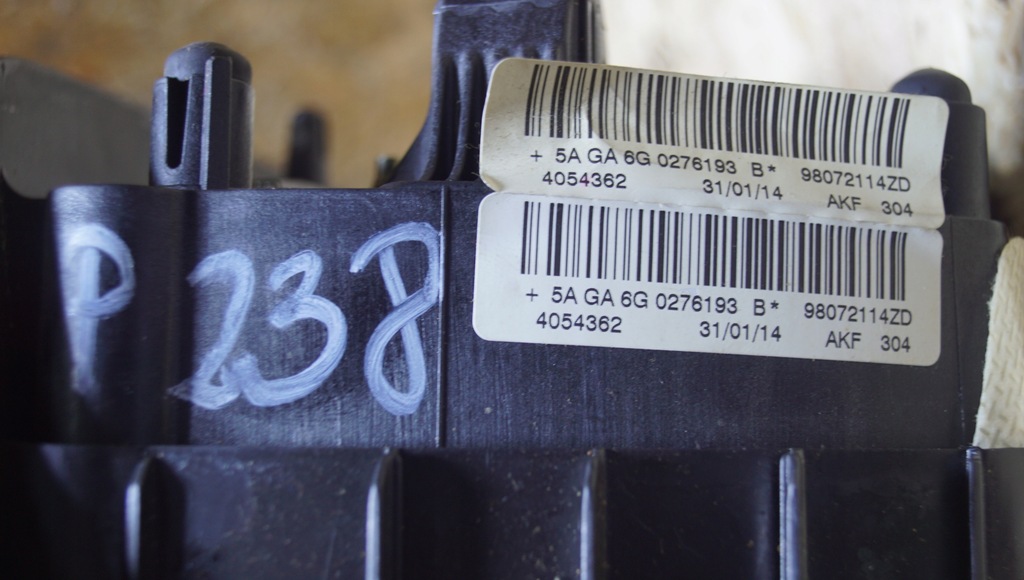 P 238
+ 5A GA 6G 0276193 B* 98072114ZD
4054362 31/01/14 AKF 304
+ 5A GA 6G 0276193 B* 98072114ZD
4054362 31/01/14 AKF 304